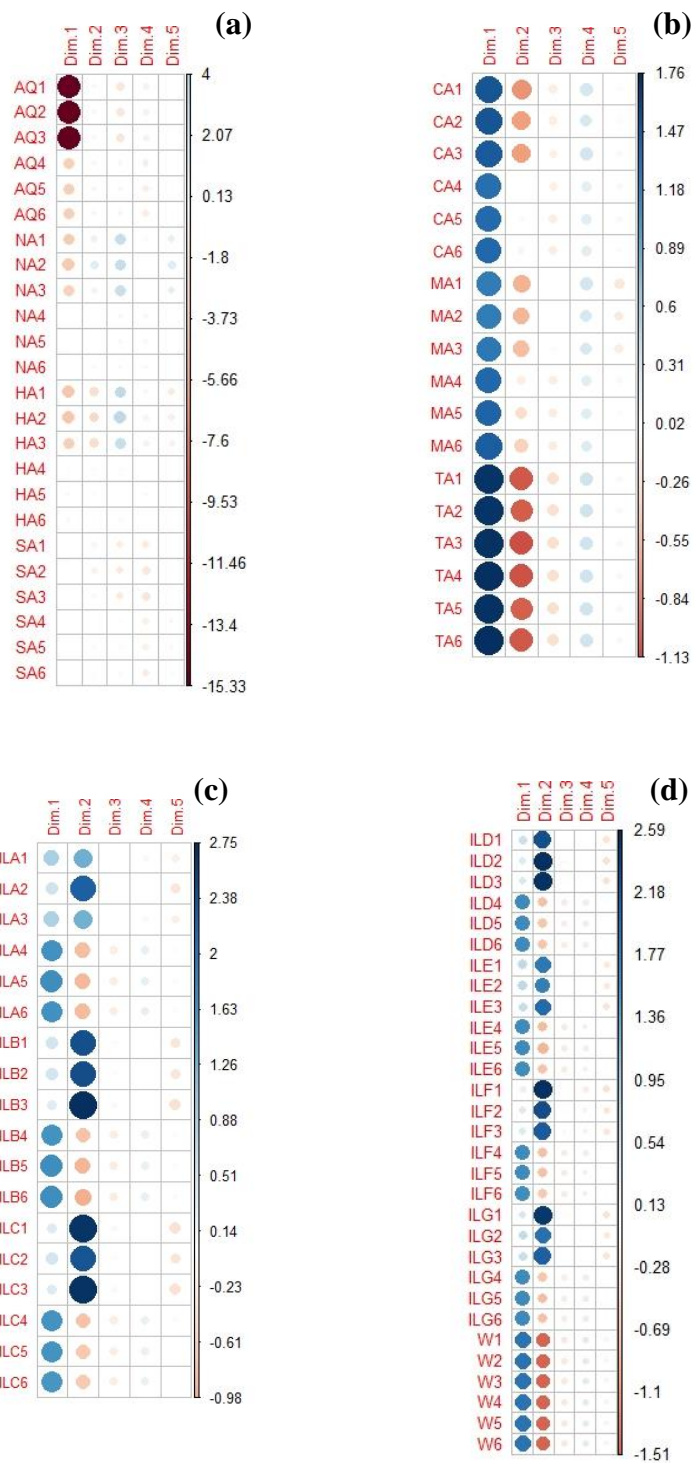 (a)
Dim.1 Dim.2 Dim.3 Dim.4 Dim.5
AQ1
AQ2
AQ3
AQ4
AQ5
AQ6
NA1
NA2
NA3
NA4
NA5
NA6
HA1
HA2
HA3
HA4
HA5
HA6
SA1
SA2
SA3
SA4
SA5
SA6
4
2.07
0.13
-1.8
-3.73
-5.66
-7.6
-9.53
-11.46
-13.4
-15.33
(b)
Dim.1 Dim.2 Dim.3 Dim.4 Dim.5
CA1
CA2
CA3
CA4
CA5
CA6
MA1
MA2
MA3
MA4
MA5
MA6
TA1
TA2
TA3
TA4
TA5
TA6
1.76
1.47
1.18
0.89
0.6
0.31
0.02
-0.26
-0.55
-0.84
-1.13
(c)
Dim.1 Dim.2 Dim.3 Dim.4 Dim.5
ILA1
ILA2
ILA3
ILA4
ILA5
ILA6
ILB1
ILB2
ILB3
ILB4
ILB5
ILB6
ILC1
ILC2
ILC3
ILC4
ILC5
ILC6
2.75
2.38
2
1.63
1.26
0.88
0.51
0.14
-0.23
-0.61
-0.98
(d)
Dim.1 Dim.2 Dim.3 Dim.4 Dim.5
ILD1
ILD2
ILD3
ILD4
ILD5
ILD6
ILE1
ILE2
ILE3
ILE4
ILE5
ILE6
ILF1
ILF2
ILF3
ILF4
ILF5
ILF6
ILG1
ILG2
ILG3
ILG4
ILG5
ILG6
W1
W2
W3
W4
W5
W6
2.59
2.18
1.77
1.36
0.95
0.54
0.13
-0.28
-0.69
-1.1
-1.51